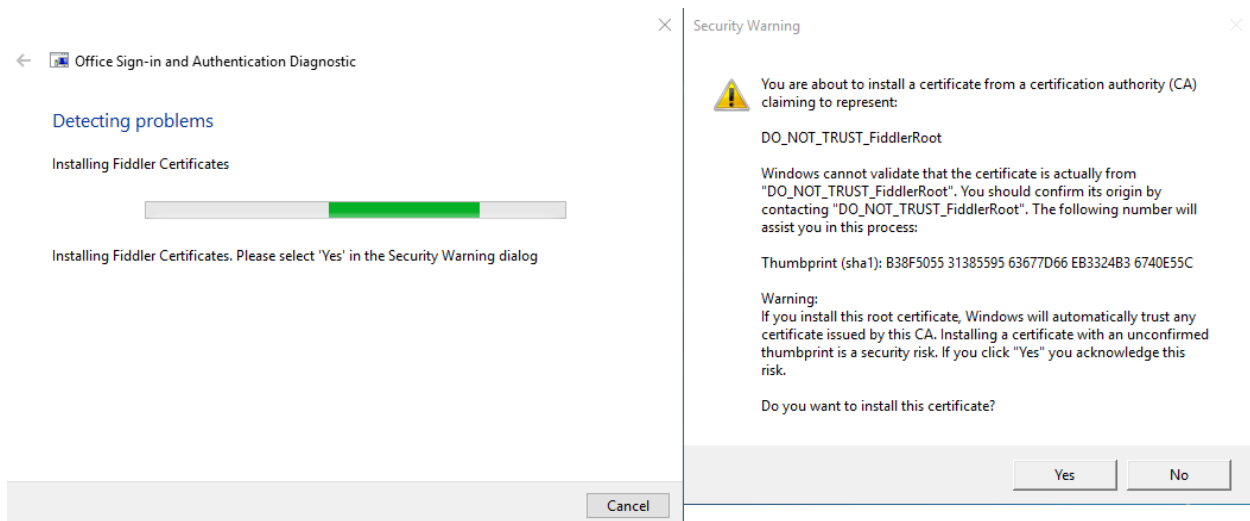 Office Sign-in and Authentication Diagnostic
Detecting problems
Installing Fiddler Certificates
Installing Fiddler Certificates. Please select 'Yes' in the Security Warning dialog
Cancel
Security Warning
You are about to install a certificate from a certification authority (CA)
claiming to represent:
DO_NOT_TRUST_FiddlerRoot
Windows cannot validate that the certificate is actually from
"DO_NOT_TRUST_FiddlerRoot". You should confirm its origin by
contacting "DO_NOT_TRUST_FiddlerRoot". The following number will
assist you in this process:
Thumbprint (sha1): B38F5055 31385595 63677D66 EB3324B3 6740E55C
Warning:
If you install this root certificate, Windows will automatically trust any
certificate issued by this CA. Installing a certificate with an unconfirmed
thumbprint is a security risk. If you click "Yes" you acknowledge this
risk.
Do you want to install this certificate?
Yes
No